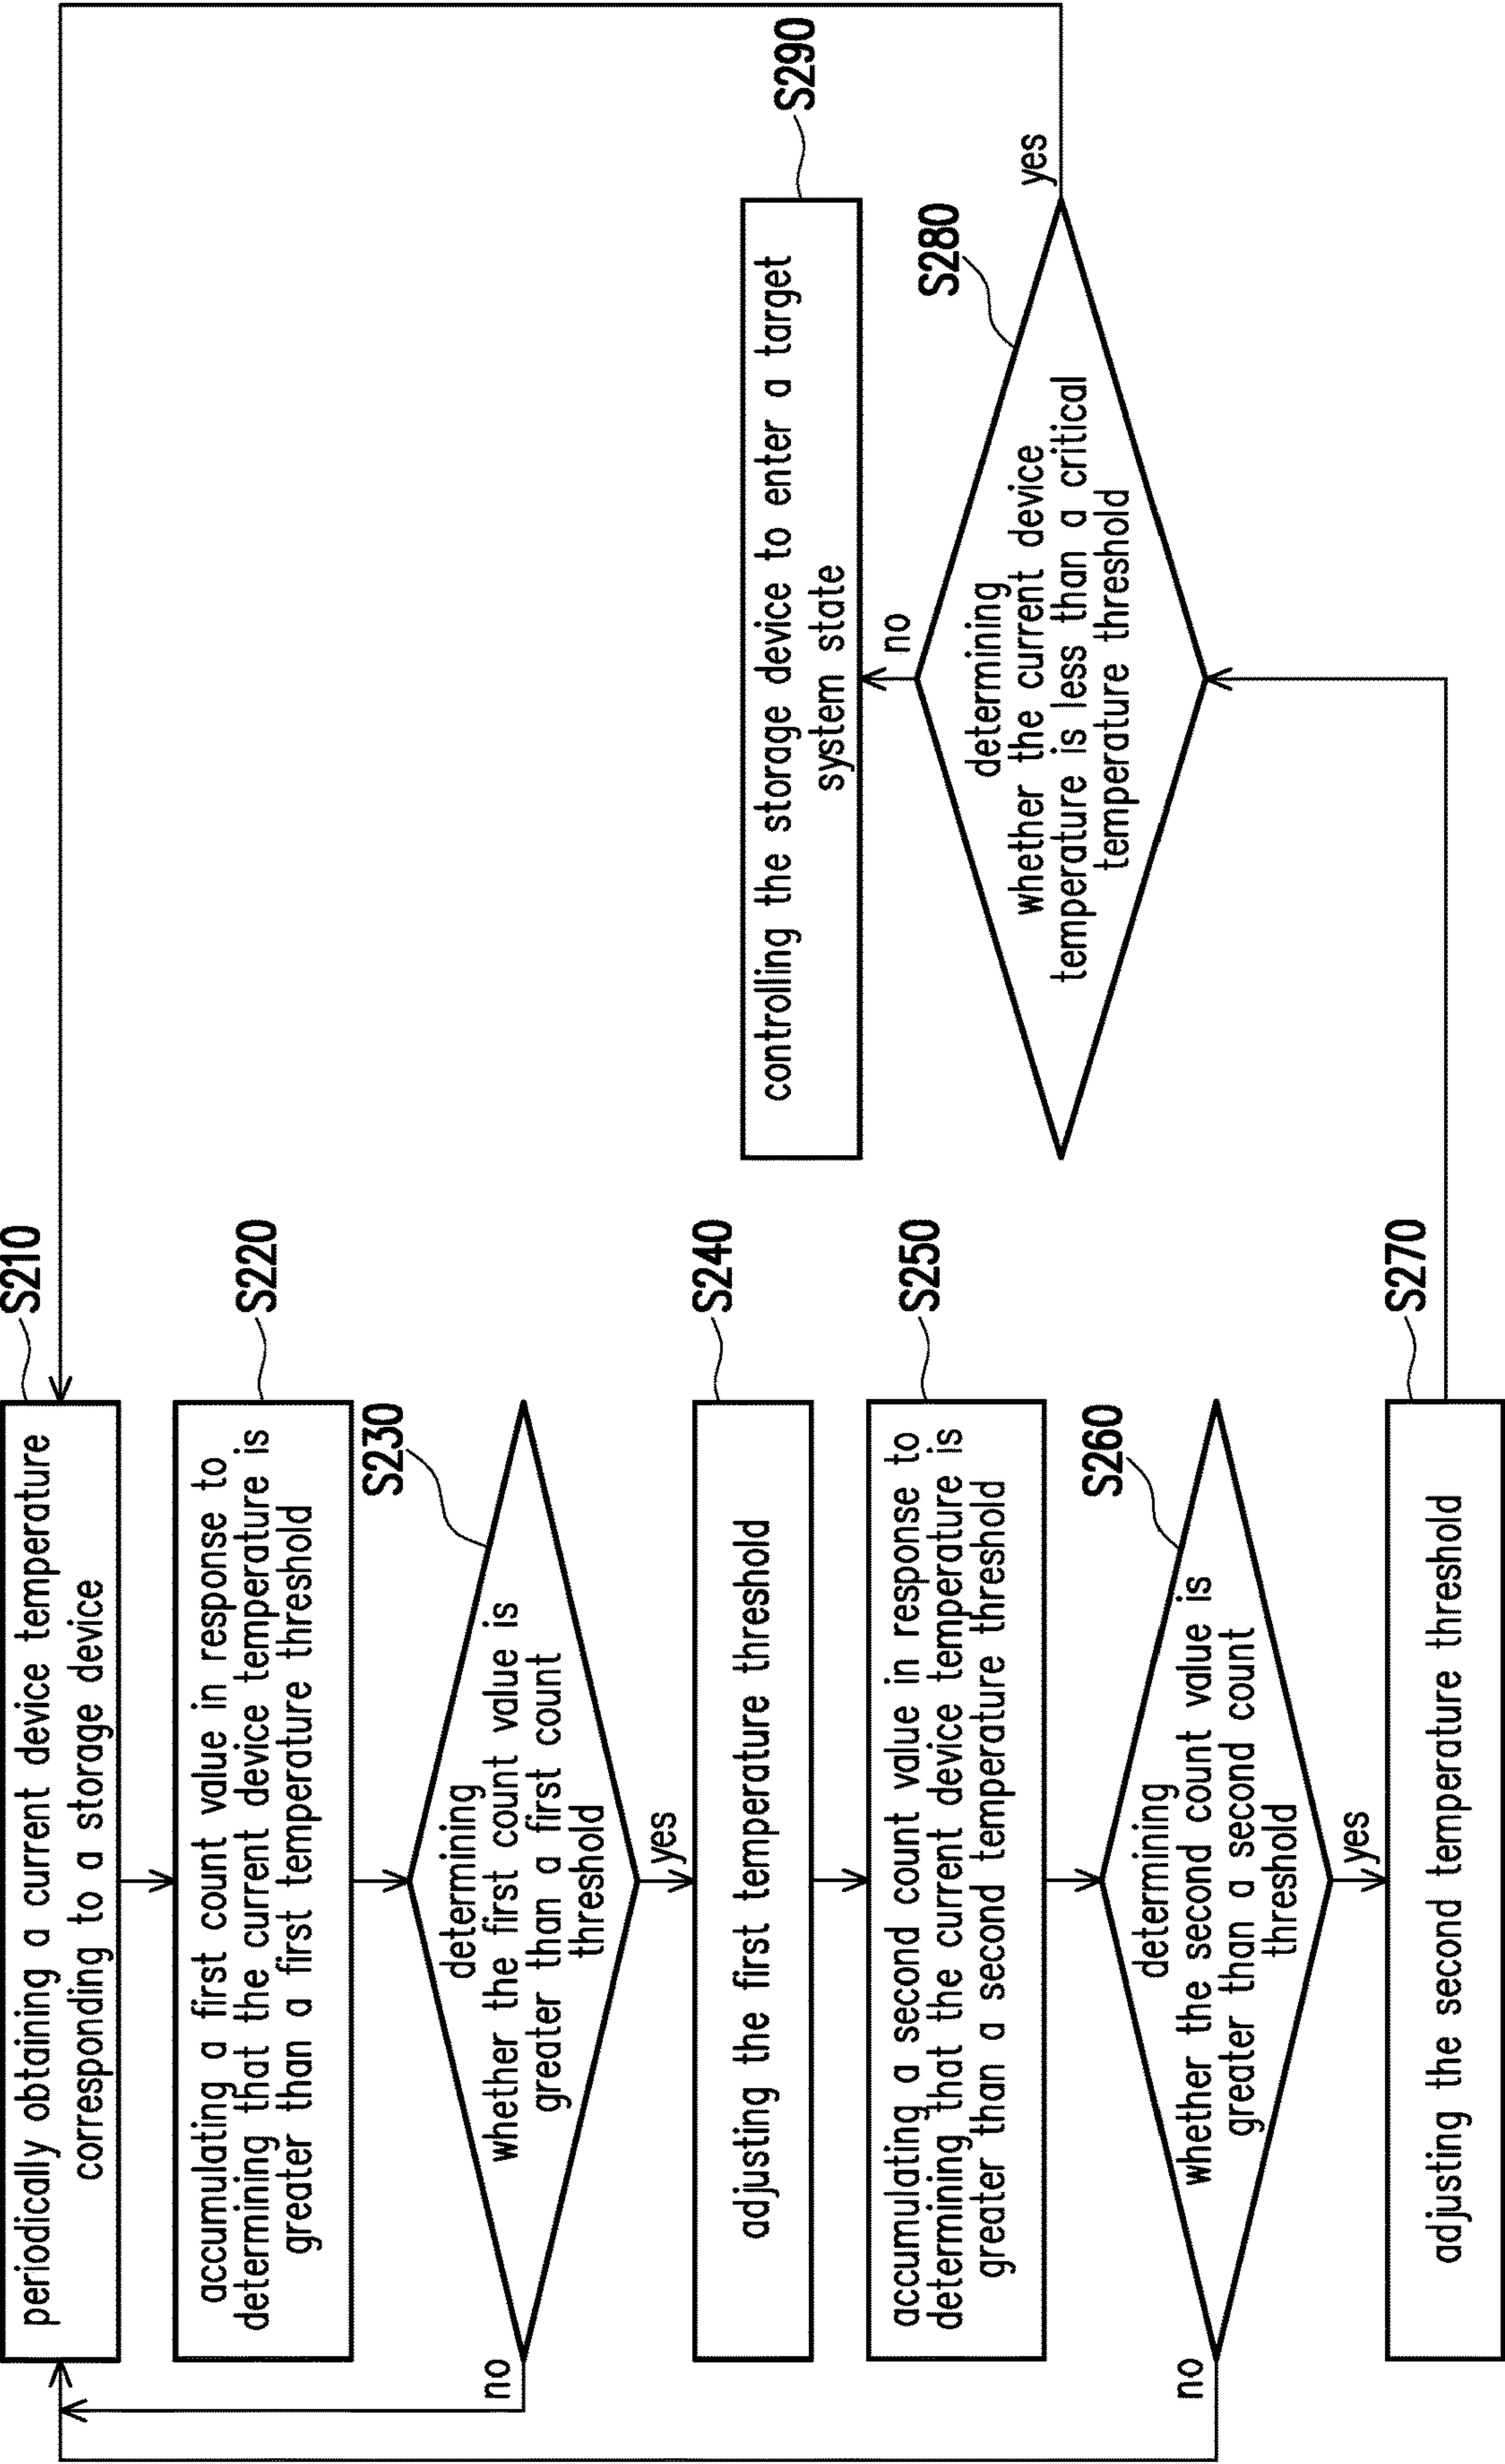 S210
periodically obtaining a current device temperature
corresponding to a storage device
S220
accumulating a first count value in response to
determining that the current device temperature is
greater than a first temperature threshold
S230
determining
whether the first count value is
greater than a first count
threshold
no
yes
S240
adjusting the first temperature threshold
S250
accumulating a second count value in response to
determining that the current device temperature is
greater than a second temperature threshold
S260
determining
whether the second count value is
greater than a second count
threshold
no
yes
S270
adjusting the second temperature threshold
S290
controlling the storage device to enter a target
system state
no
S280
yes
determining
whether the current device
temperature is less than a critical
temperature threshold